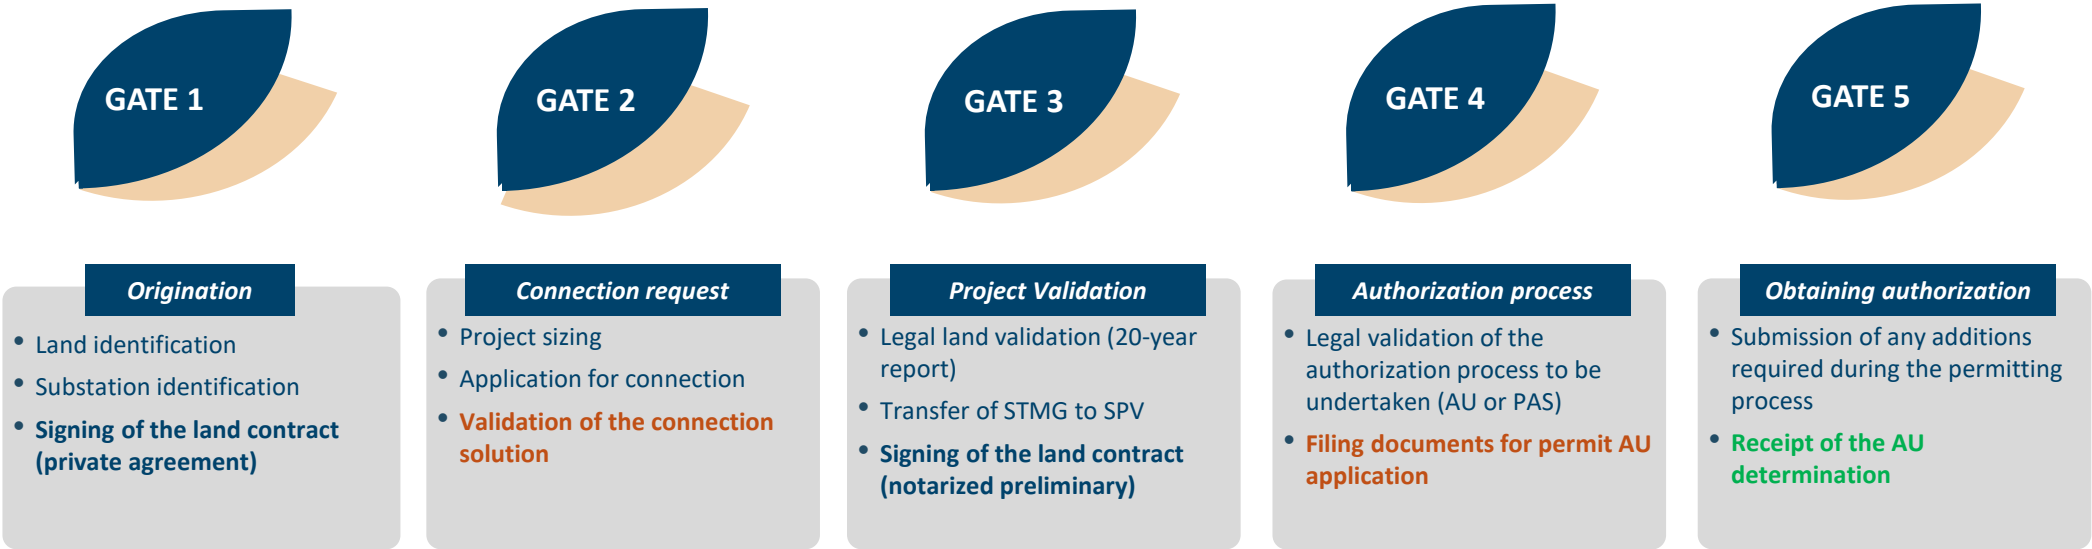 GATE 1
GATE 2
GATE 3
GATE 4
GATE 5
Origination
• Land identification
• Substation identification
• Signing of the land contract
(private agreement)
Connection request
• Project sizing
• Application for connection
• Validation of the connection
solution
Project Validation
• Legal land validation (20-year
report)
• Transfer of STMG to SPV
• Signing of the land contract
(notarized preliminary)
Authorization process
• Legal validation of the
authorization process to be
undertaken (AU or PAS)
• Filing documents for permit AU
application
Obtaining authorization
• Submission of any additions
required during the permitting
process
• Receipt of the AU
determination